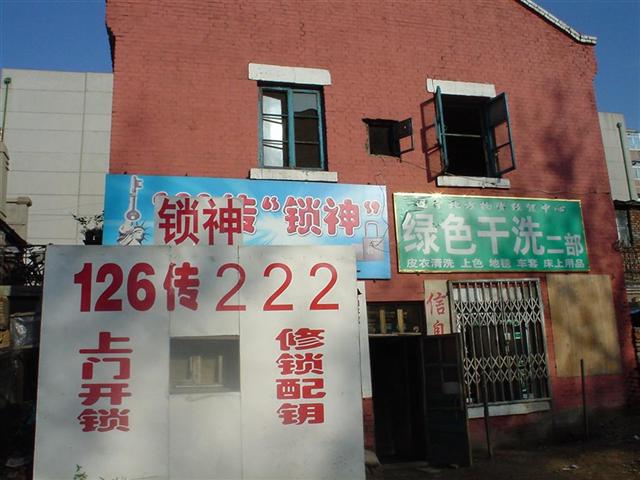 锁神
传“锁神”
126传222
上门开锁
修锁配钥
绿色干洗二部
皮衣清洗 上色 地毯 车套 床上用品
信